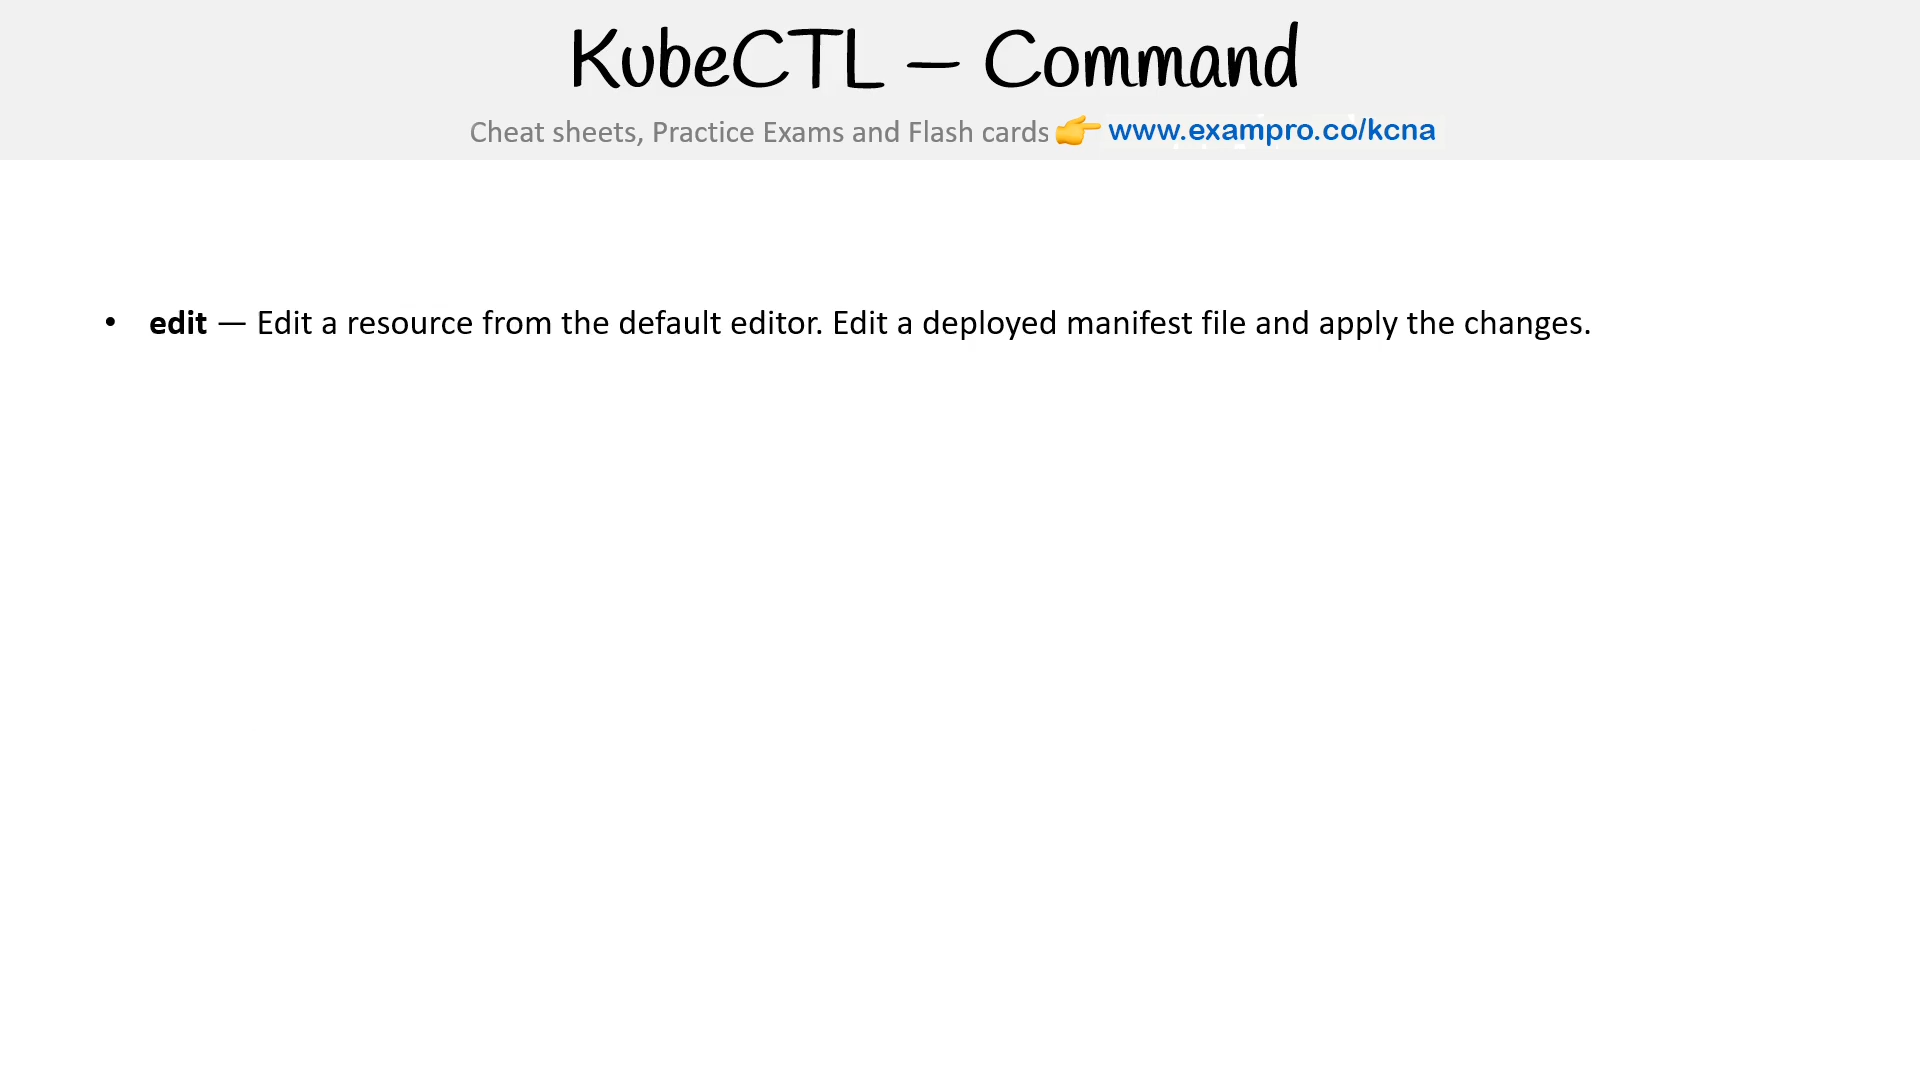 KubeCTL – Command
Cheat sheets, Practice Exams and Flash cards 👉 www.exampro.co/kcna
• edit — Edit a resource from the default editor. Edit a deployed manifest file and apply the changes.